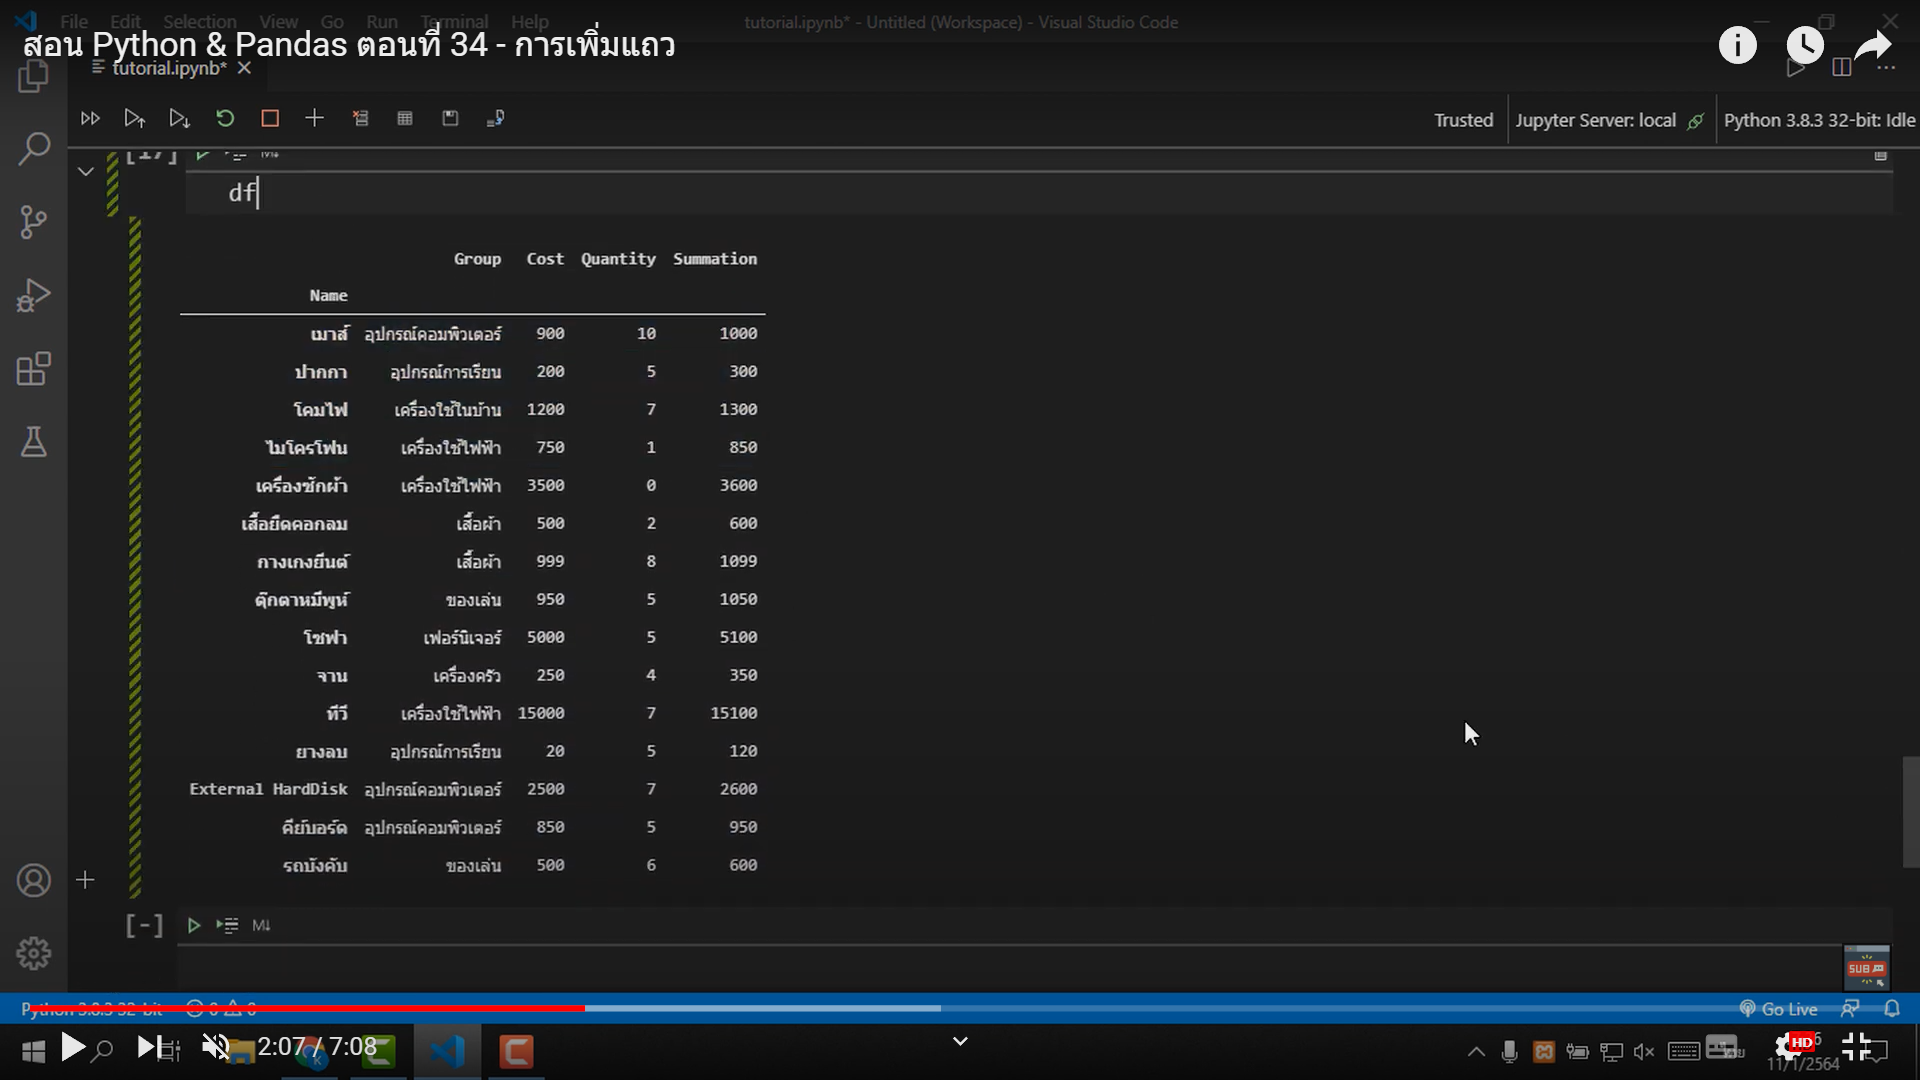 File Edit Selection View Go Run Terminal Help tutorial.ipynb* - Untitled (Workspace) - Visual Studio Code
สอน Python & Pandas ตอนที่ 34 - การเพิ่มแถว
tutorial.ipynb*
Trusted Jupyter Server: local Python 3.8.3 32-bit: Idle
[17] M↓
df
Group Cost Quantity Summation
Name
เมาส์ อุปกรณ์คอมพิวเตอร์ 900 10 1000
ปากกา อุปกรณ์การเรียน 200 5 300
โคมไฟ เครื่องใช้ในบ้าน 1200 7 1300
ไมโครโฟน เครื่องใช้ไฟฟ้า 750 1 850
เครื่องซักผ้า เครื่องใช้ไฟฟ้า 3500 0 3600
เสื้อยืดคอกลม เสื้อผ้า 500 2 600
กางเกงยีนต์ เสื้อผ้า 999 8 1099
ตุ๊กตาหมีพูห์ ของเล่น 950 5 1050
โซฟา เฟอร์นิเจอร์ 5000 5 5100
จาน เครื่องครัว 250 4 350
ทีวี เครื่องใช้ไฟฟ้า 15000 7 15100
ยางลบ อุปกรณ์การเรียน 20 5 120
External HardDisk อุปกรณ์คอมพิวเตอร์ 2500 7 2600
คีย์บอร์ด อุปกรณ์คอมพิวเตอร์ 850 5 950
รถบังคับ ของเล่น 500 6 600
[-] M↓
SUB
Python 3.8.3 32-bit 0 0 Go Live
2:07 / 7:08 HD
11/1/2564